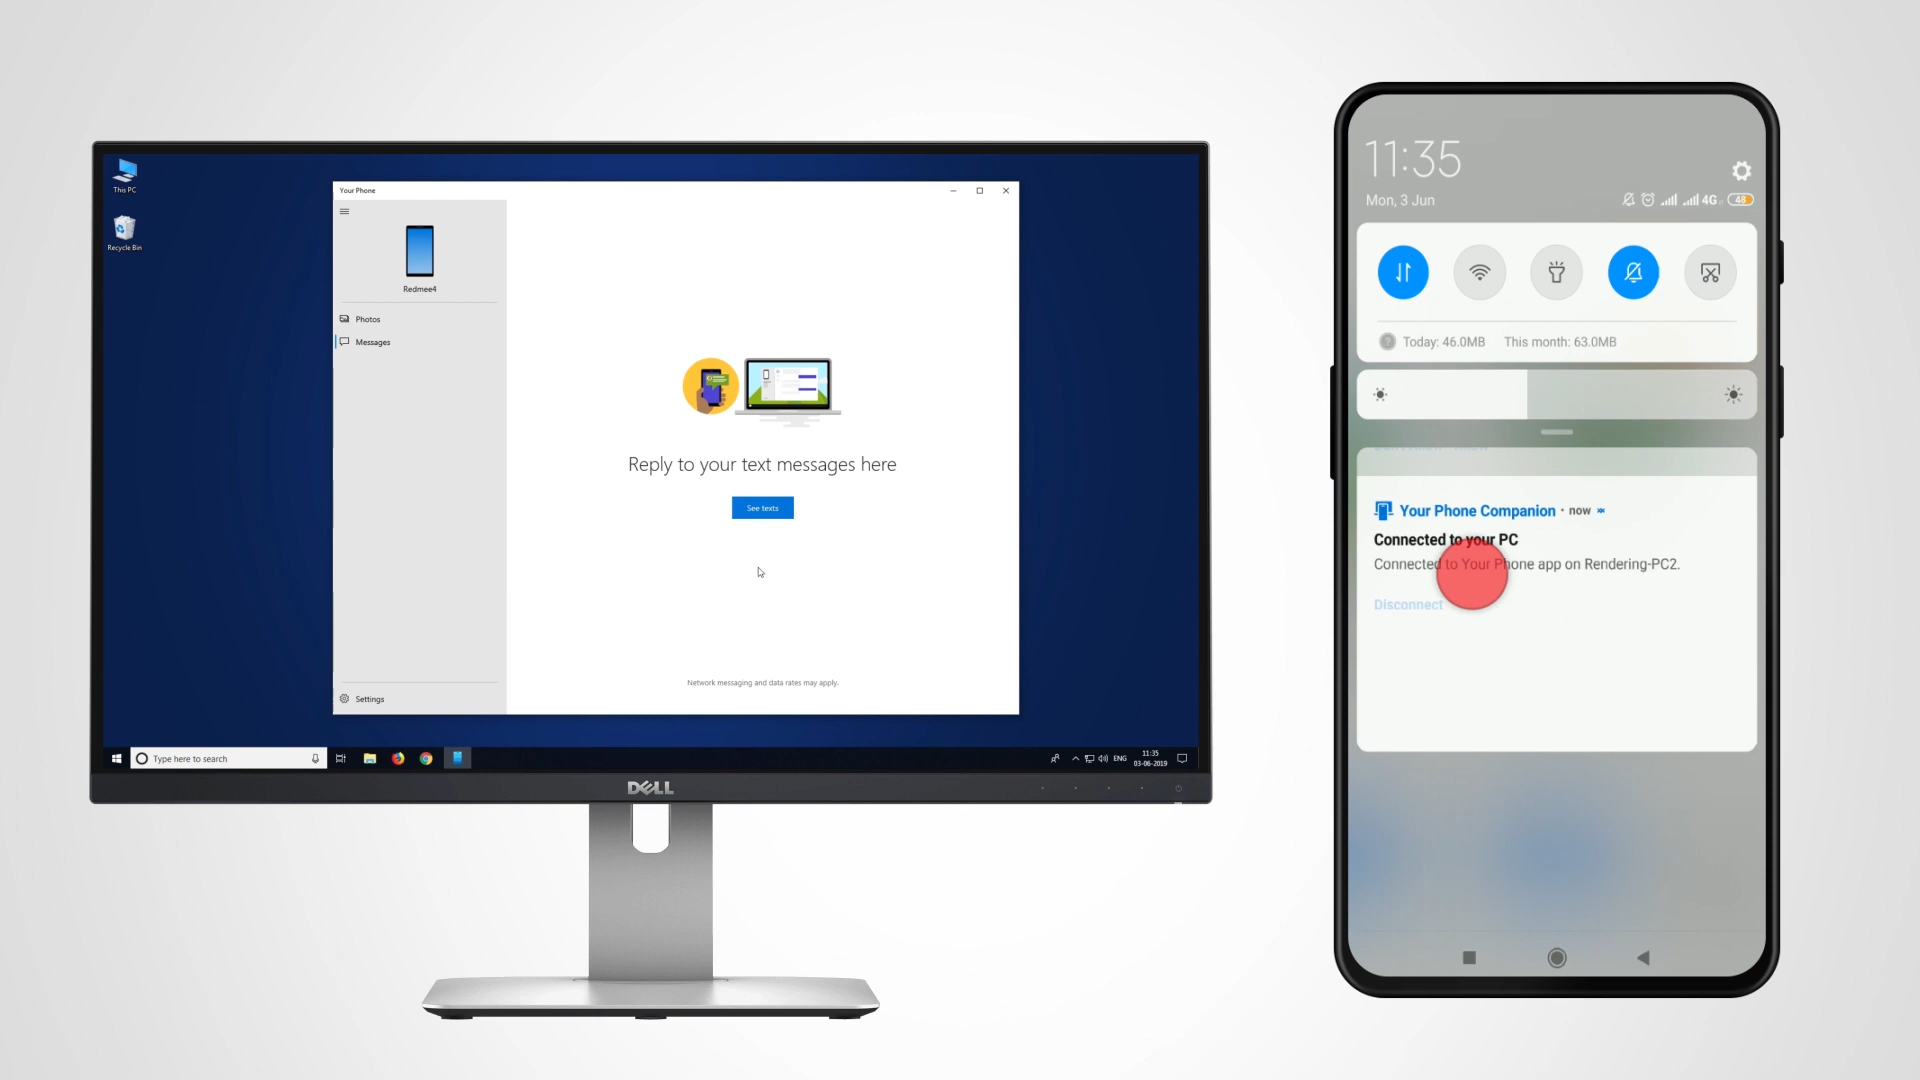 This PC
Recycle Bin
Your Phone
Redmee4
Photos
Messages
Reply to your text messages here
See texts
Network messaging and data rates may apply.
Settings
Type here to search
ENG
11:35
03-06-2019
DELL
11:35
Mon, 3 Jun
4G
48
Today: 46.0MB
This month: 63.0MB
Your Phone Companion • now
Connected to your PC
Connected to Your Phone app on Rendering-PC2.
Disconnect